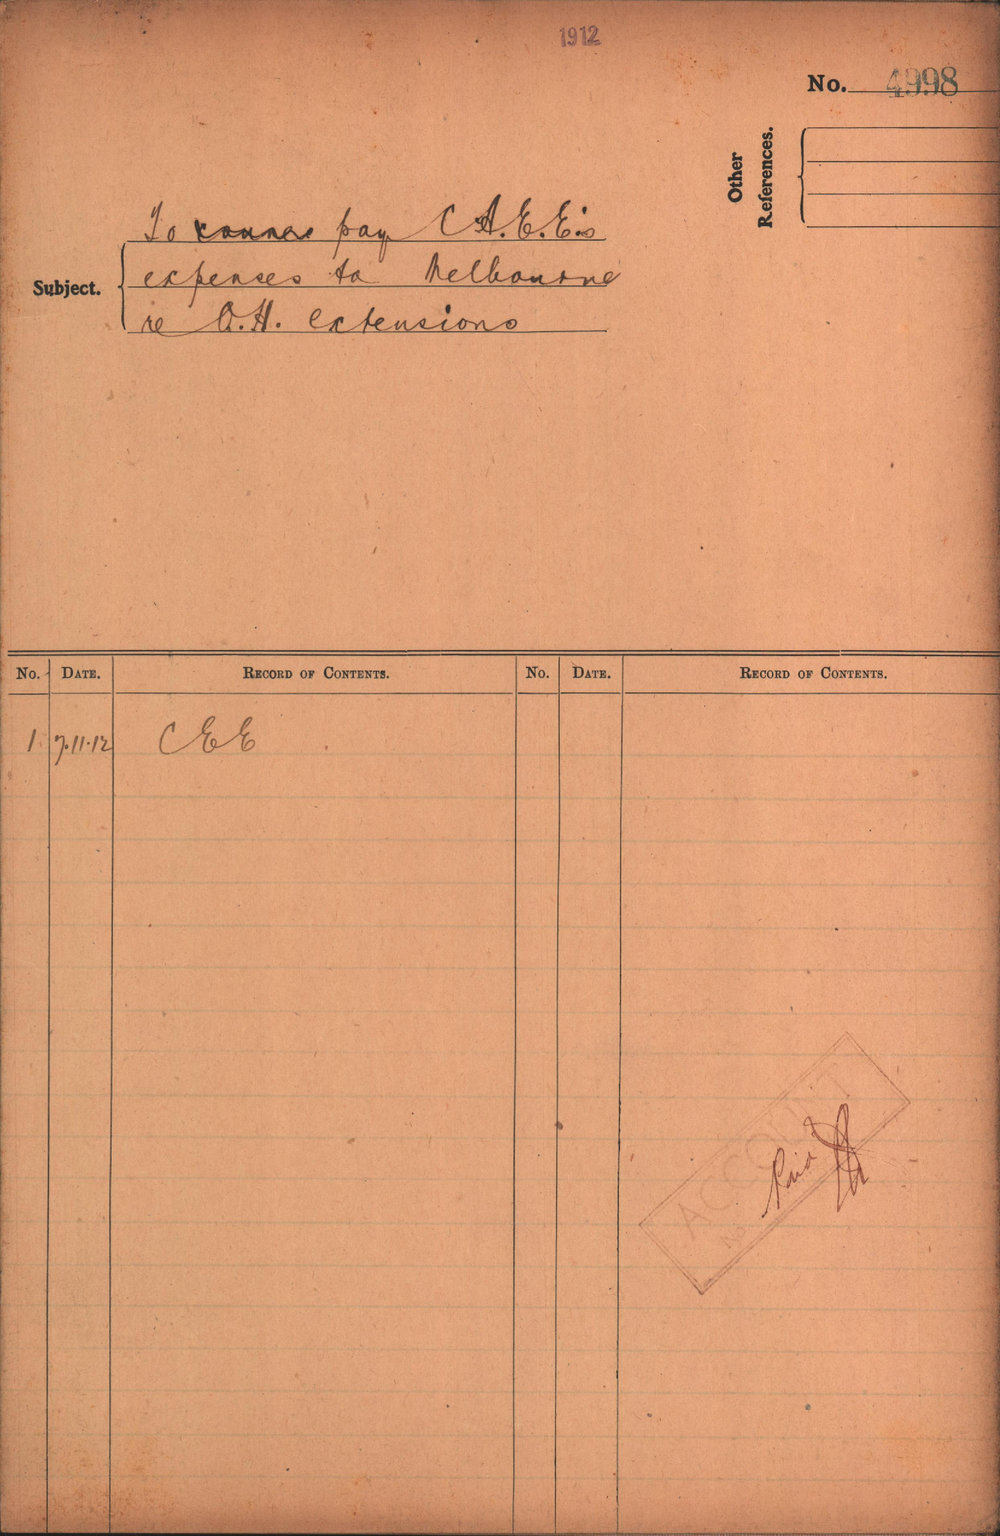 1912
No. 4998
Other References.
Subject.
To pay C A.E.E's
expenses to Melbourne
re O.H. extensions
No. DATE. RECORD OF CONTENTS. No. DATE. RECORD OF CONTENTS.
1 7.11.12 C E E
ACCOUNT
No.
Paid